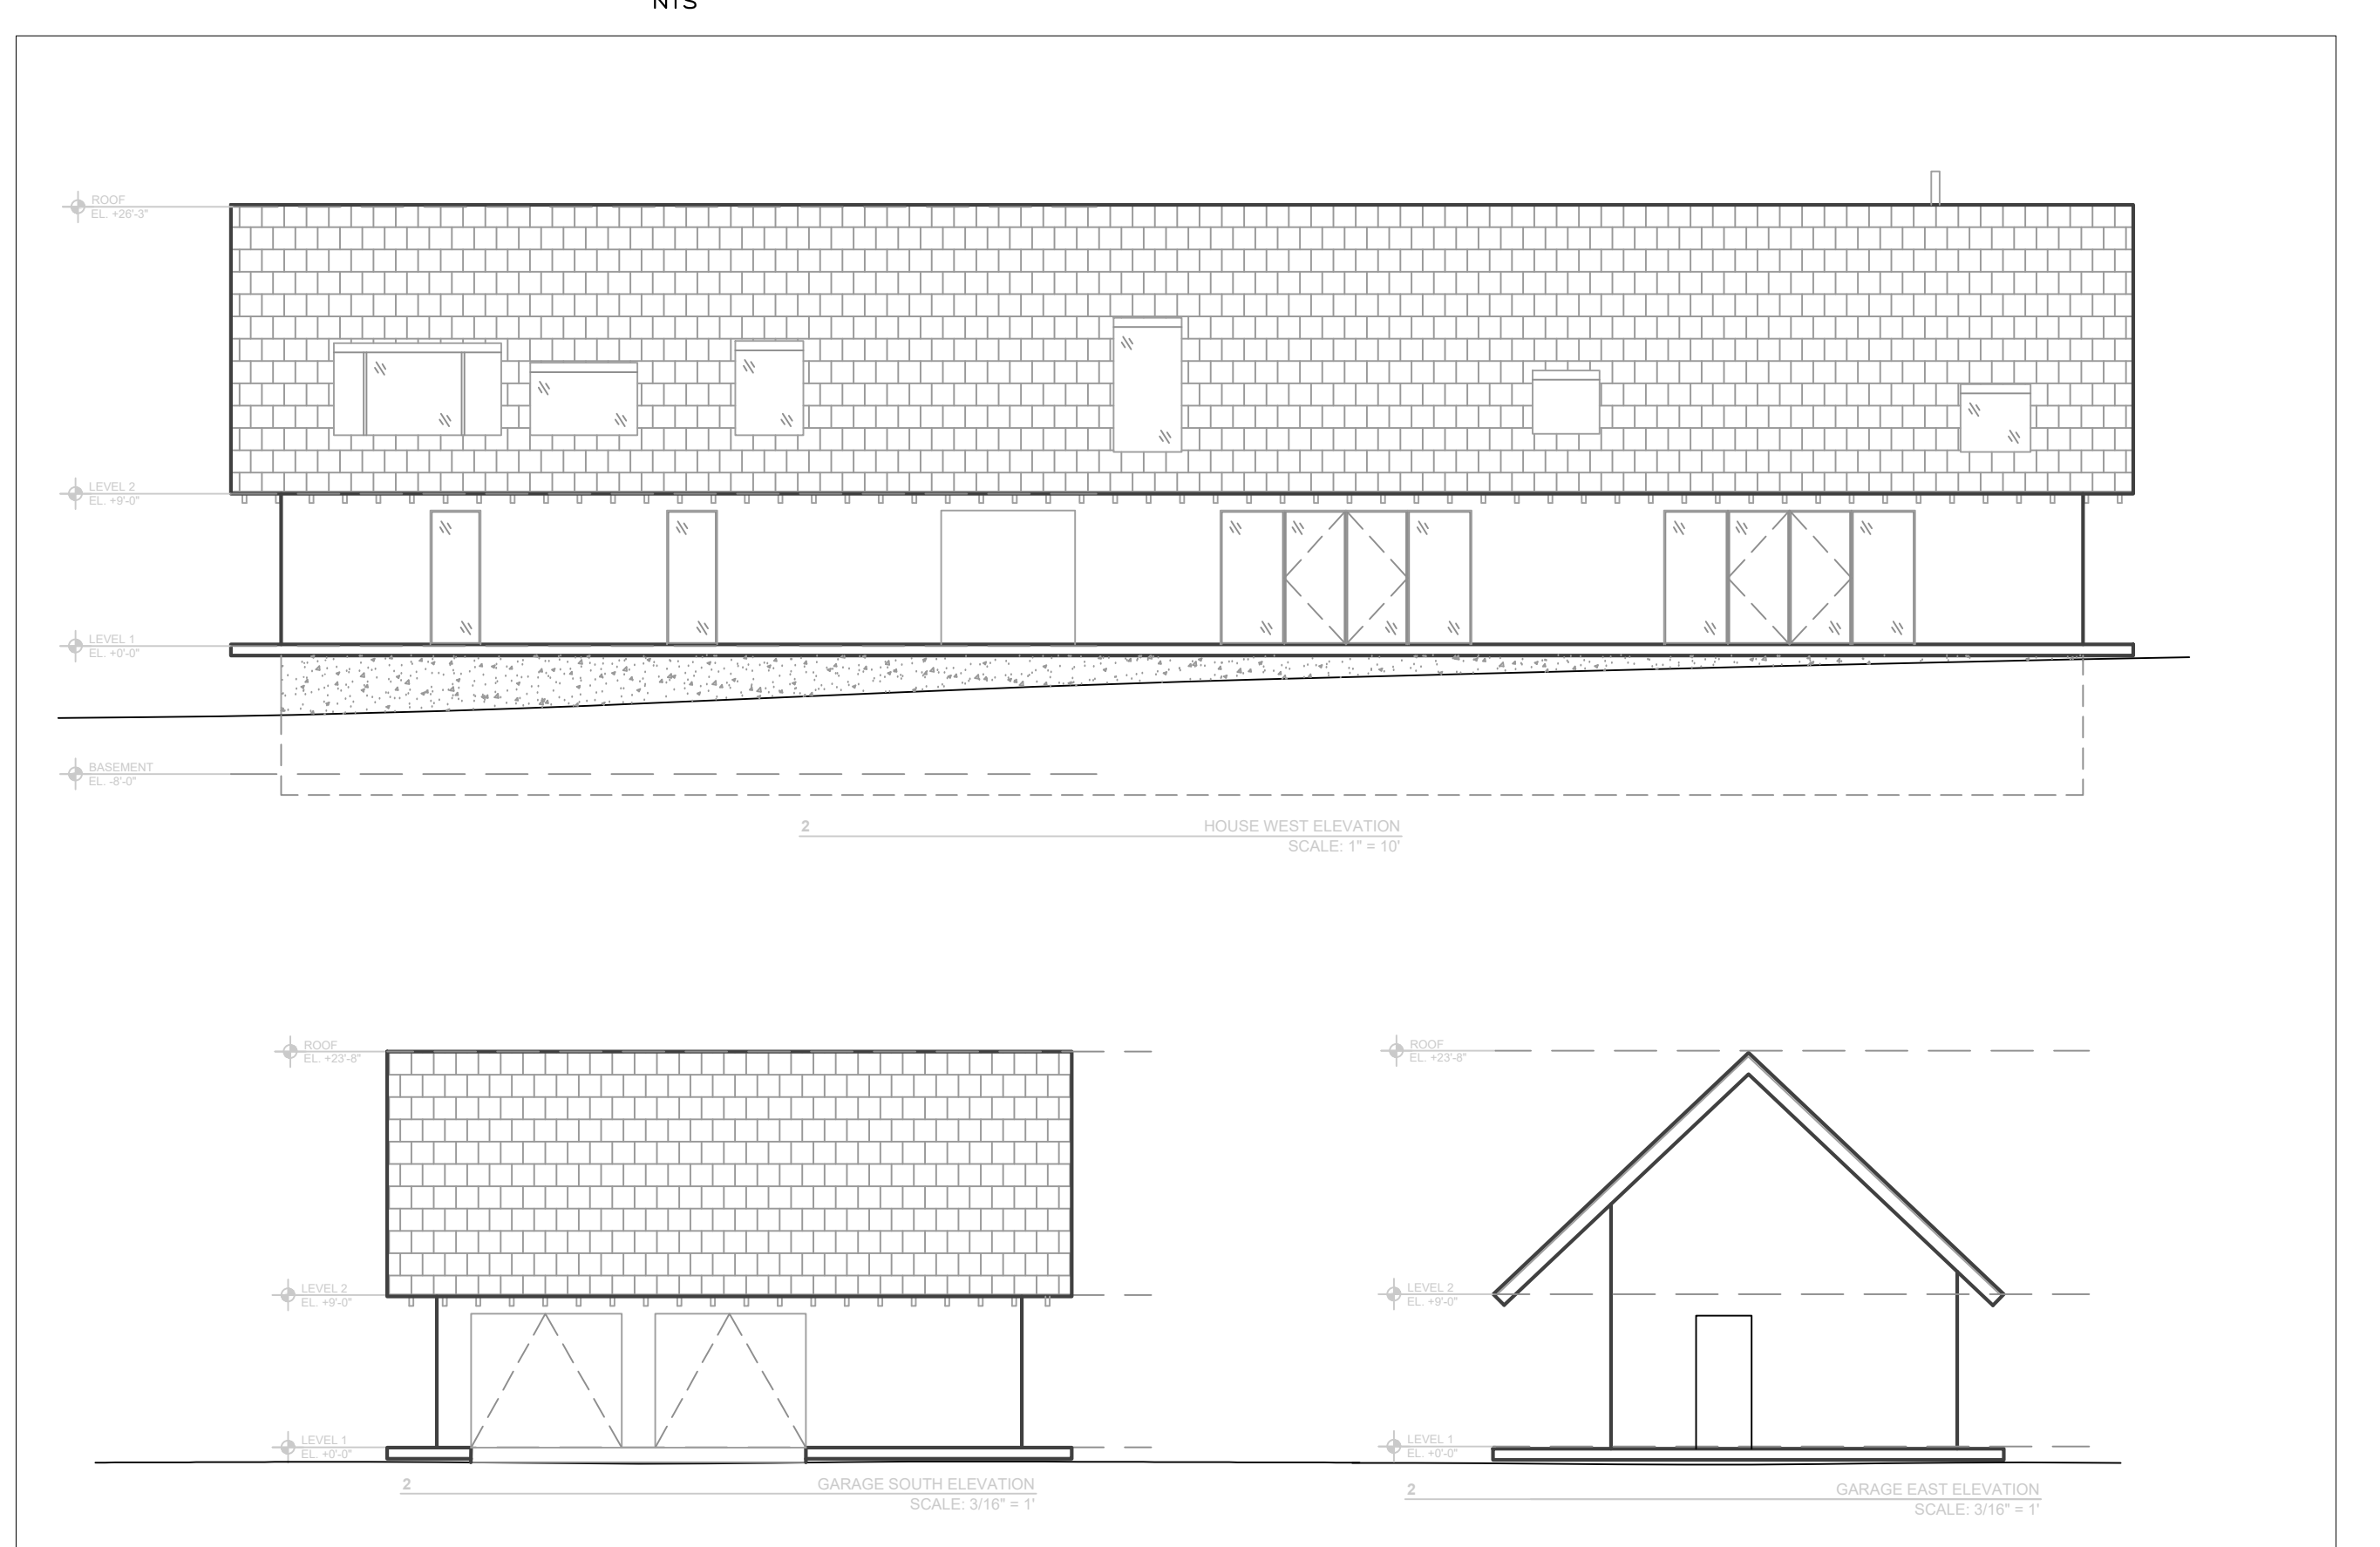 NTS
ROOF
EL. +26'-3"
LEVEL 2
EL. +9'-0"
LEVEL 1
EL. +0'-0"
BASEMENT
EL. -8'-0"
2 HOUSE WEST ELEVATION
SCALE: 1" = 10'
ROOF
EL. +23'-8"
LEVEL 2
EL. +9'-0"
LEVEL 1
EL. +0'-0"
2 GARAGE SOUTH ELEVATION
SCALE: 3/16" = 1'
ROOF
EL. +23'-8"
LEVEL 2
EL. +9'-0"
LEVEL 1
EL. +0'-0"
2 GARAGE EAST ELEVATION
SCALE: 3/16" = 1'